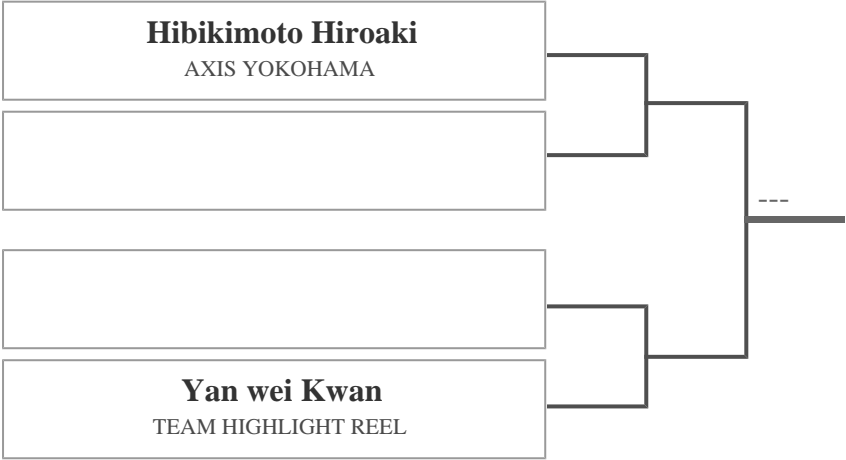 Hibikimoto Hiroaki
AXIS YOKOHAMA
---
Yan wei Kwan
TEAM HIGHLIGHT REEL